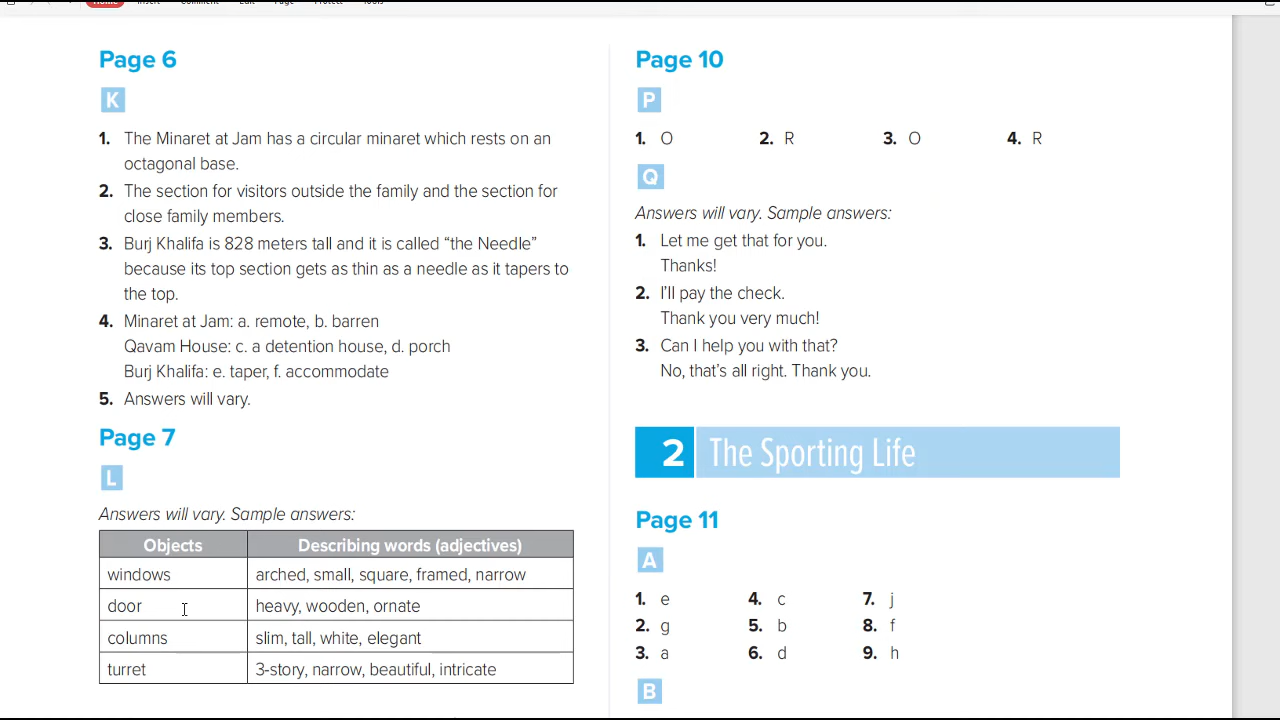 Home Insert Comment Edit Page Protect Tools
Page 6
K
1. The Minaret at Jam has a circular minaret which rests on an
octagonal base.
2. The section for visitors outside the family and the section for
close family members.
3. Burj Khalifa is 828 meters tall and it is called “the Needle”
because its top section gets as thin as a needle as it tapers to
the top.
4. Minaret at Jam: a. remote, b. barren
Qavam House: c. a detention house, d. porch
Burj Khalifa: e. taper, f. accommodate
5. Answers will vary.
Page 7
L
Answers will vary. Sample answers:
Objects Describing words (adjectives)
windows arched, small, square, framed, narrow
door heavy, wooden, ornate
columns slim, tall, white, elegant
turret 3-story, narrow, beautiful, intricate
Page 10
P
1. O 2. R 3. O 4. R
Q
Answers will vary. Sample answers:
1. Let me get that for you.
Thanks!
2. I’ll pay the check.
Thank you very much!
3. Can I help you with that?
No, that’s all right. Thank you.
2 The Sporting Life
Page 11
A
1. e 4. c 7. j
2. g 5. b 8. f
3. a 6. d 9. h
B